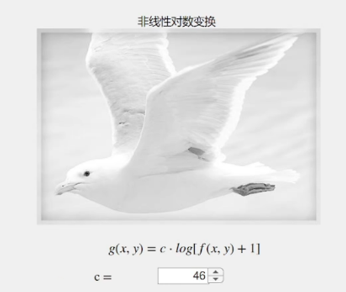 非线性对数变换
g(x, y) = c · log[f(x, y) + 1]
c =
46